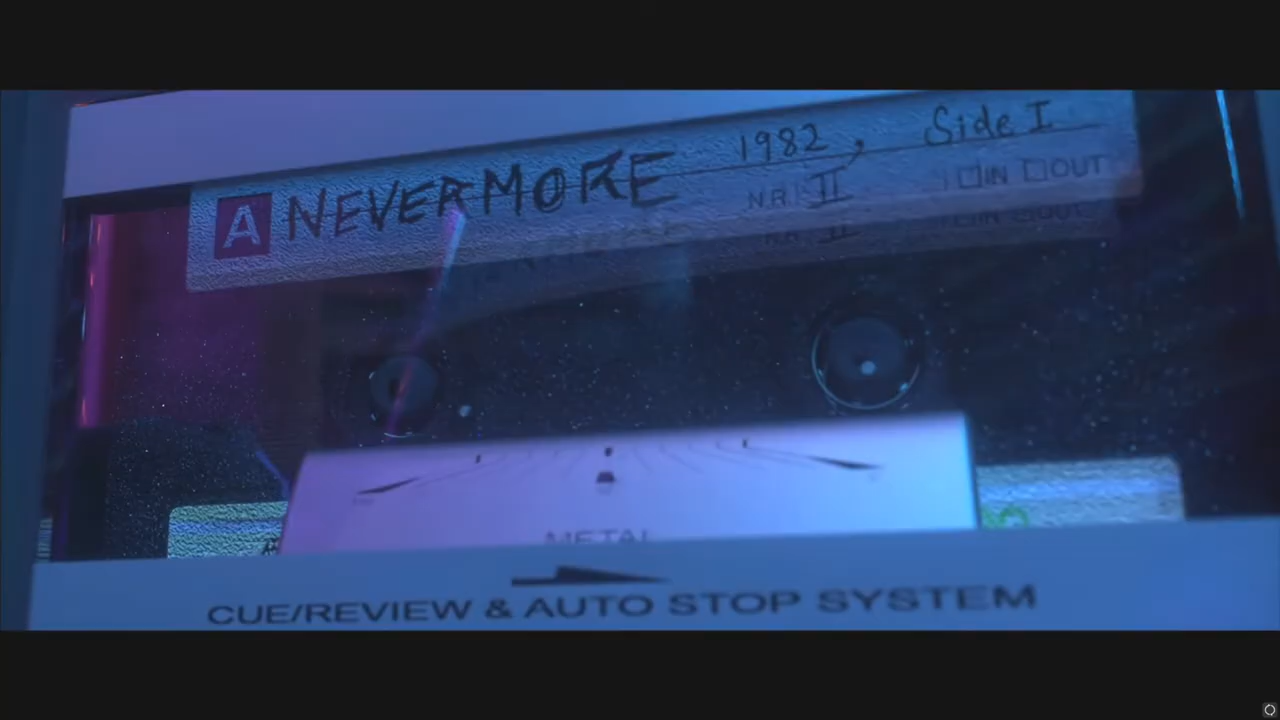 A NEVERMORE 1982, Side I
N.R. II □IN □OUT
METAL
CUE/REVIEW & AUTO STOP SYSTEM